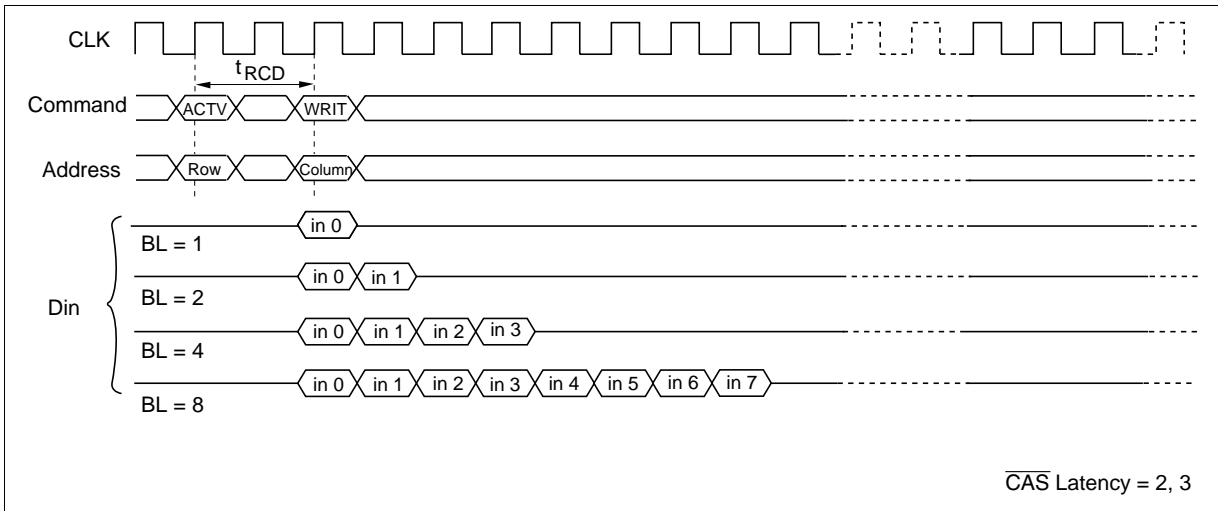 CLK
tRCD
Command ACTV WRIT
Address Row Column
Din
in 0
BL = 1
in 0 in 1
BL = 2
in 0 in 1 in 2 in 3
BL = 4
in 0 in 1 in 2 in 3 in 4 in 5 in 6 in 7
BL = 8
CAS Latency = 2, 3